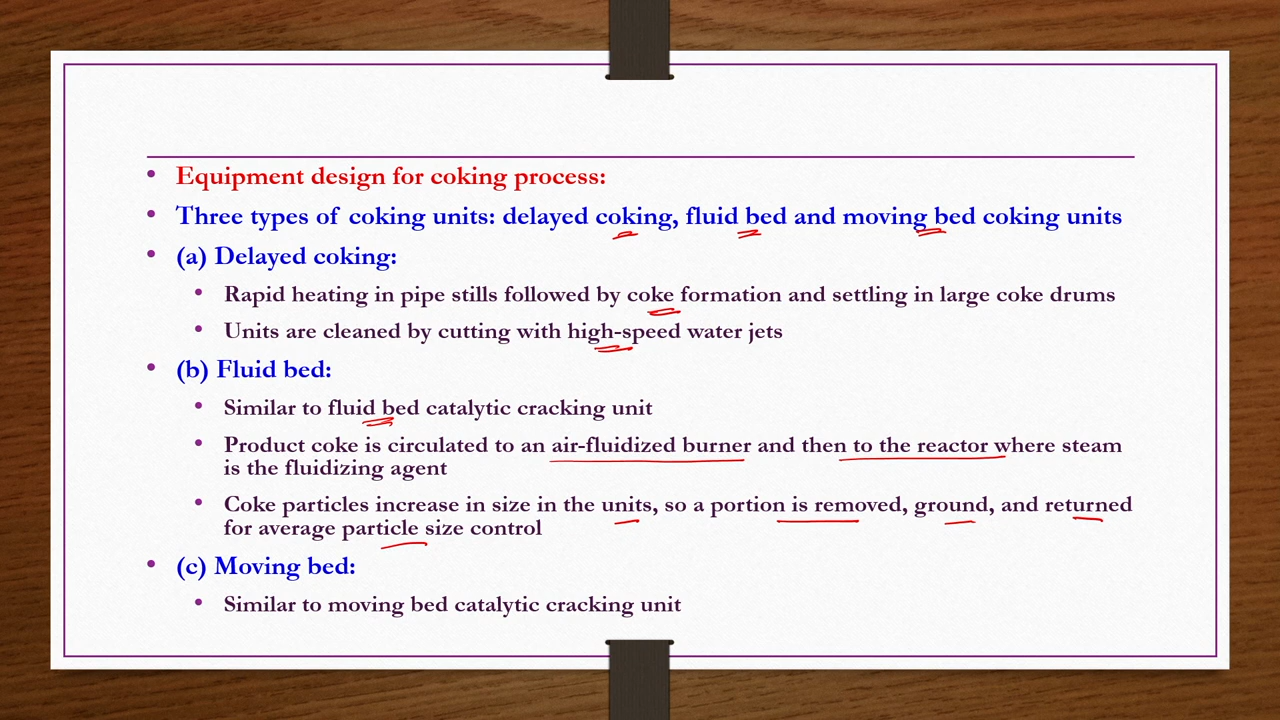 • Equipment design for coking process:
• Three types of coking units: delayed coking, fluid bed and moving bed coking units
• (a) Delayed coking:
• Rapid heating in pipe stills followed by coke formation and settling in large coke drums
• Units are cleaned by cutting with high-speed water jets
• (b) Fluid bed:
• Similar to fluid bed catalytic cracking unit
• Product coke is circulated to an air-fluidized burner and then to the reactor where steam
is the fluidizing agent
• Coke particles increase in size in the units, so a portion is removed, ground, and returned
for average particle size control
• (c) Moving bed:
• Similar to moving bed catalytic cracking unit